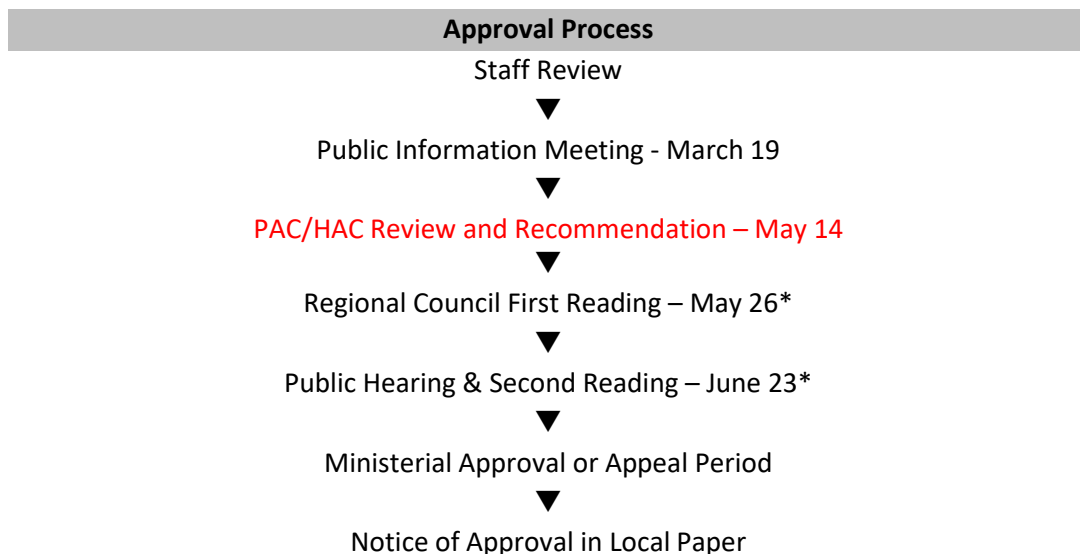 Approval Process
Staff Review
Public Information Meeting - March 19
PAC/HAC Review and Recommendation – May 14
Regional Council First Reading – May 26*
Public Hearing & Second Reading – June 23*
Ministerial Approval or Appeal Period
Notice of Approval in Local Paper